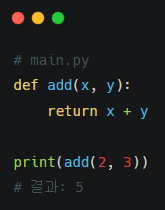 # main.py
def add(x, y):
    return x + y

print(add(2, 3))
# 결과: 5